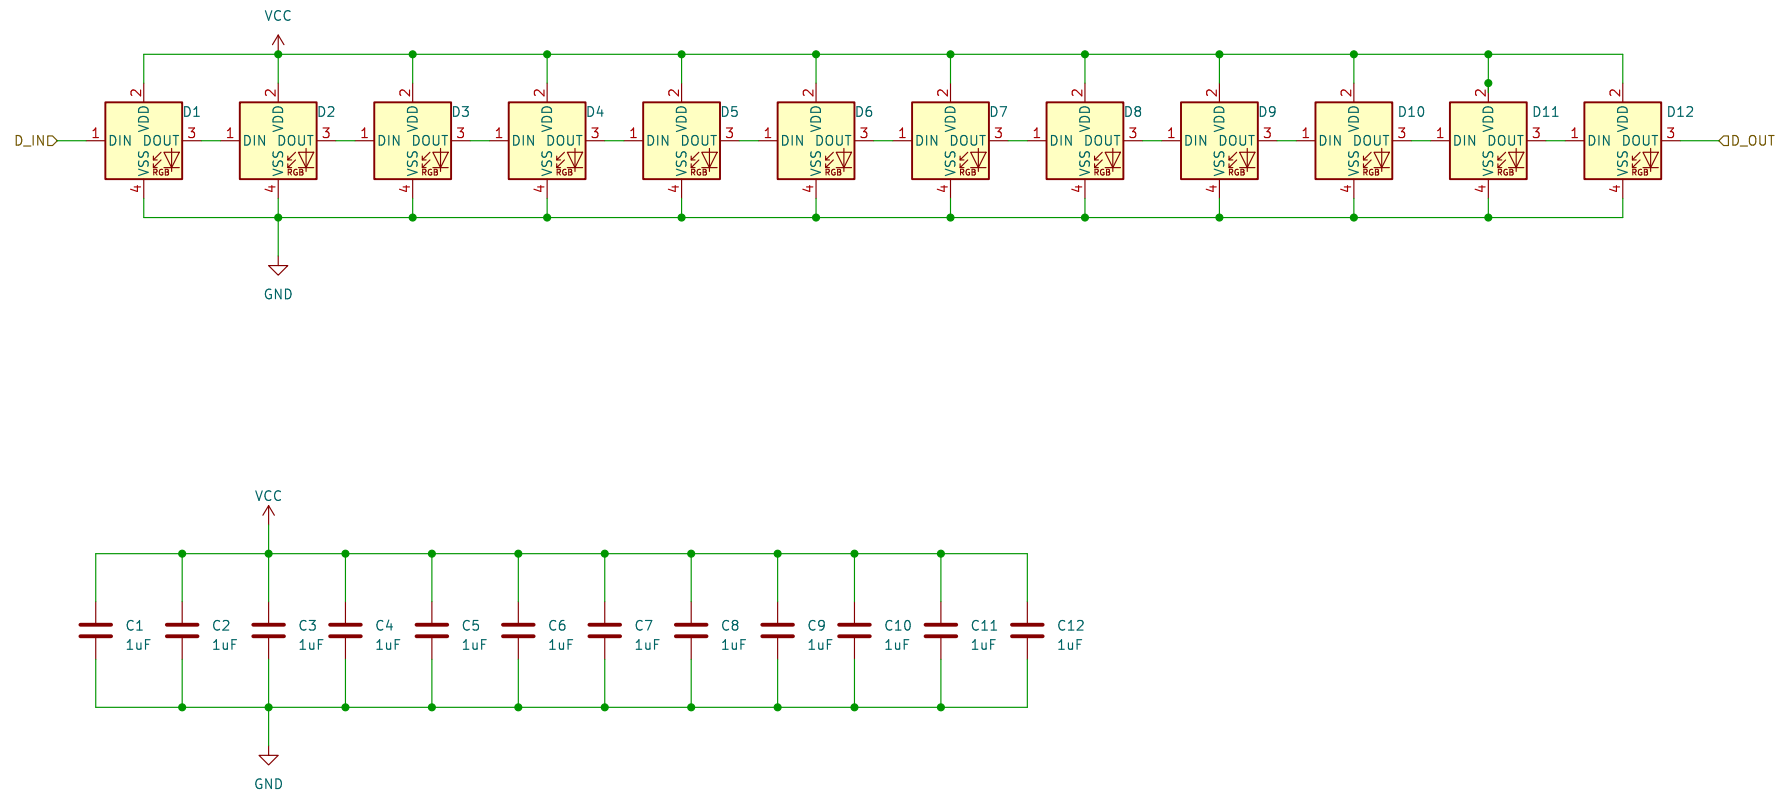 VCC
2 2 2 2 2 2 2 2 2 2 2 2
D1 D2 D3 D4 D5 D6 D7 D8 D9 D10 D11 D12
VDD VDD VDD VDD VDD VDD VDD VDD VDD VDD VDD VDD
D_IN 1 DIN DOUT 3 1 DIN DOUT 3 1 DIN DOUT 3 1 DIN DOUT 3 1 DIN DOUT 3 1 DIN DOUT 3 1 DIN DOUT 3 1 DIN DOUT 3 1 DIN DOUT 3 1 DIN DOUT 3 1 DIN DOUT 3 1 DIN DOUT 3 D_OUT
VSS RGB VSS RGB VSS RGB VSS RGB VSS RGB VSS RGB VSS RGB VSS RGB VSS RGB VSS RGB VSS RGB VSS RGB
4 4 4 4 4 4 4 4 4 4 4 4
GND
VCC
C1 C2 C3 C4 C5 C6 C7 C8 C9 C10 C11 C12
1uF 1uF 1uF 1uF 1uF 1uF 1uF 1uF 1uF 1uF 1uF 1uF
GND